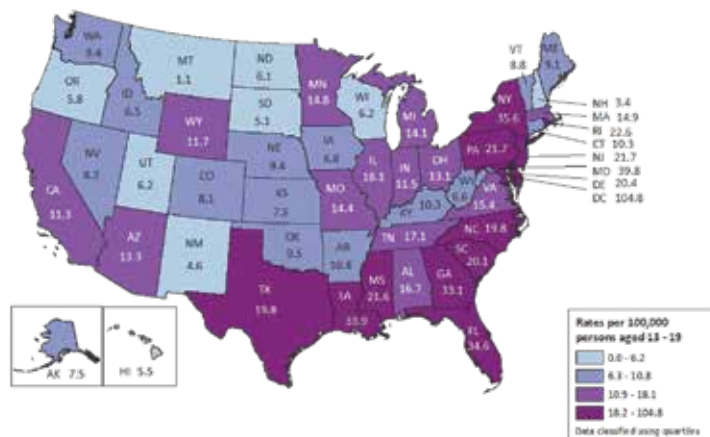 WA
9.4
MT
1.1
ND
6.1
MN
14.8
VT
8.8
ME
9.1
OR
5.8
ID
6.5
WY
11.7
SD
5.1
WI
6.2
MI
14.1
NY
35.6
NH 3.4
MA 14.9
RI 22.6
CT 10.3
NJ 21.7
MD 39.8
DE 20.4
DC 104.8
NV
8.3
UT
6.2
CO
8.1
NE
9.4
IA
6.8
IL
18.1
IN
11.5
OH
13.1
PA 21.7
CA
11.3
AZ
13.3
NM
4.6
KS
MO
14.4
KY 10.3
WV
6.6
VA
15.4
OK
9.5
AR
10.8
TN 17.1
NC 19.8
SC
20.1
TX
19.8
LA
33.9
MS
21.6
AL
16.7
GA
33.1
FL
34.6
AK 7.5
HI 5.5
Rates per 100,000
persons aged 13 - 19
0.0 - 6.2
6.3 - 10.8
10.9 - 18.1
18.2 - 104.8
Data classified using quartiles